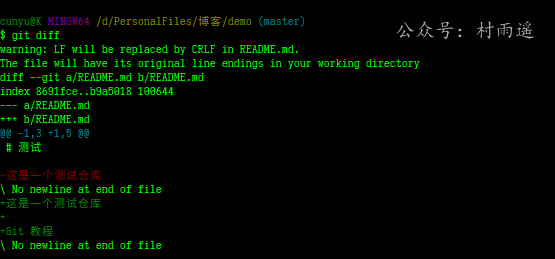 公众号: 村雨遥
cunyu@K MINGW64 /d/PersonalFiles/博客/demo (master)
$ git diff
warning: LF will be replaced by CRLF in README.md.
The file will have its original line endings in your working directory
diff --git a/README.md b/README.md
index 8691fce..b9a5018 100644
--- a/README.md
+++ b/README.md
@@ -1,3 +1,5 @@
 # 测试

-这是一个测试仓库
\ No newline at end of file
+这是一个测试仓库
+
+Git 教程
\ No newline at end of file